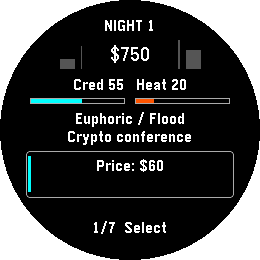 NIGHT 1
$750
Cred 55 Heat 20
Euphoric / Flood
Crypto conference
Price: $60
1/7 Select